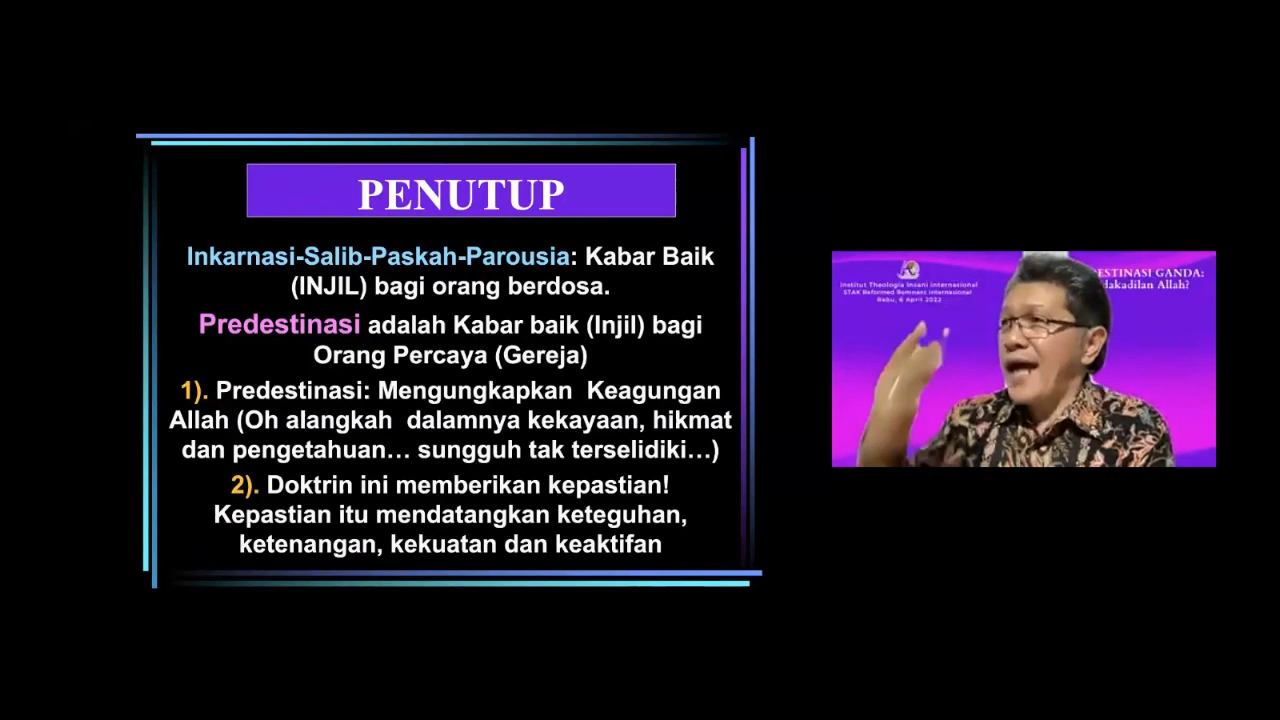 PENUTUP
Inkarnasi-Salib-Paskah-Parousia: Kabar Baik
(INJIL) bagi orang berdosa.
Predestinasi adalah Kabar baik (Injil) bagi
Orang Percaya (Gereja)
1). Predestinasi: Mengungkapkan Keagungan
Allah (Oh alangkah dalamnya kekayaan, hikmat
dan pengetahuan… sungguh tak terselidiki…)
2). Doktrin ini memberikan kepastian!
Kepastian itu mendatangkan keteguhan,
ketenangan, kekuatan dan keaktifan
Institut Theologia Insani Internasional
STAK Reformed Remnant Internasional
Rabu, 6 April 2022
DESTINASI GANDA:
dakadilan Allah?